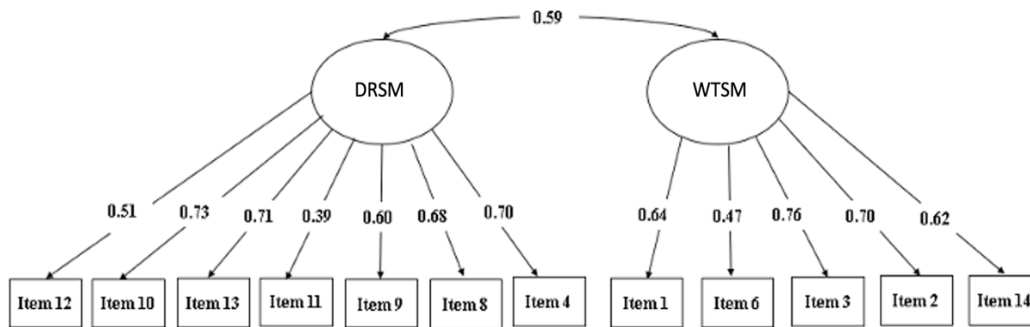 0.59
DRSM
WTSM
0.51
0.73
0.71
0.39
0.60
0.68
0.70
0.64
0.47
0.76
0.70
0.62
Item 12
Item 10
Item 13
Item 11
Item 9
Item 8
Item 4
Item 1
Item 6
Item 3
Item 2
Item 14